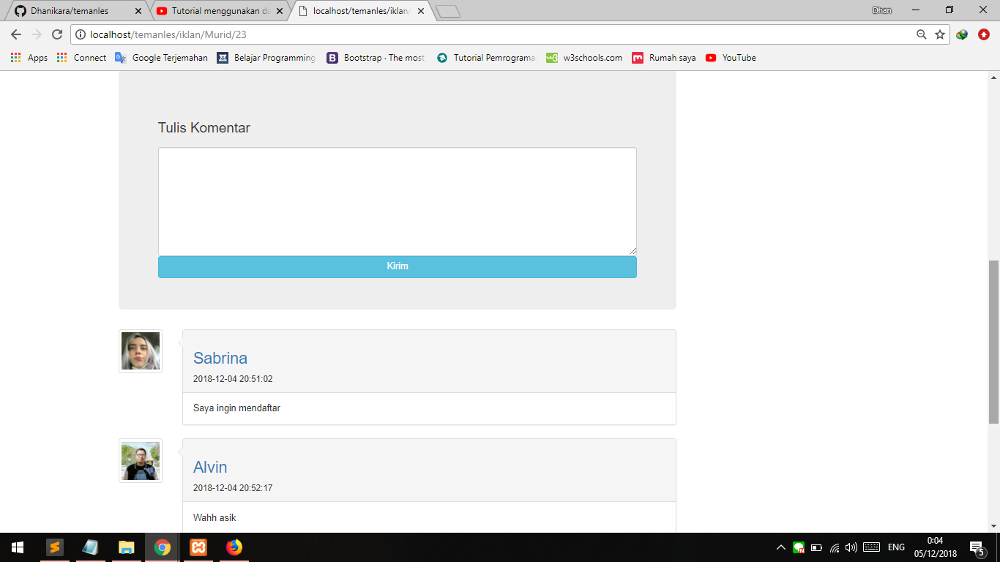 Dhanikara/temanles
Tutorial menggunakan da
localhost/temanles/iklan/
Dhan
localhost/temanles/iklan/Murid/23
Apps
Connect
Google Terjemahan
Belajar Programming
Bootstrap · The most
Tutorial Pemrograma
w3schools.com
Rumah saya
YouTube
Tulis Komentar
Kirim
Sabrina
2018-12-04 20:51:02
Saya ingin mendaftar
Alvin
2018-12-04 20:52:17
Wahh asik
ENG
0:04
05/12/2018
5